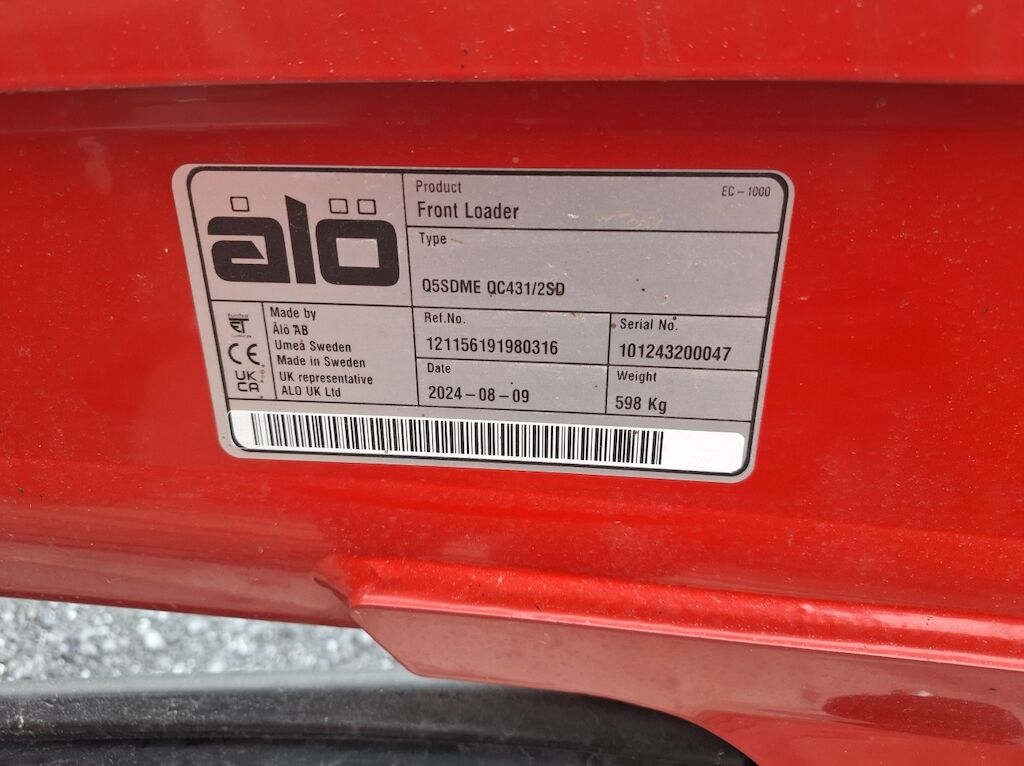 älö
Product
EC-1000
Front Loader
Type
Q5SDME QC431/2SD
Made by
Älö AB
Umeå Sweden
Made in Sweden
UK representative
ALO UK Ltd
CE
UK
CA
Ref.No.
121156191980316
Serial No.
101243200047
Date
2024-08-09
Weight
598 Kg